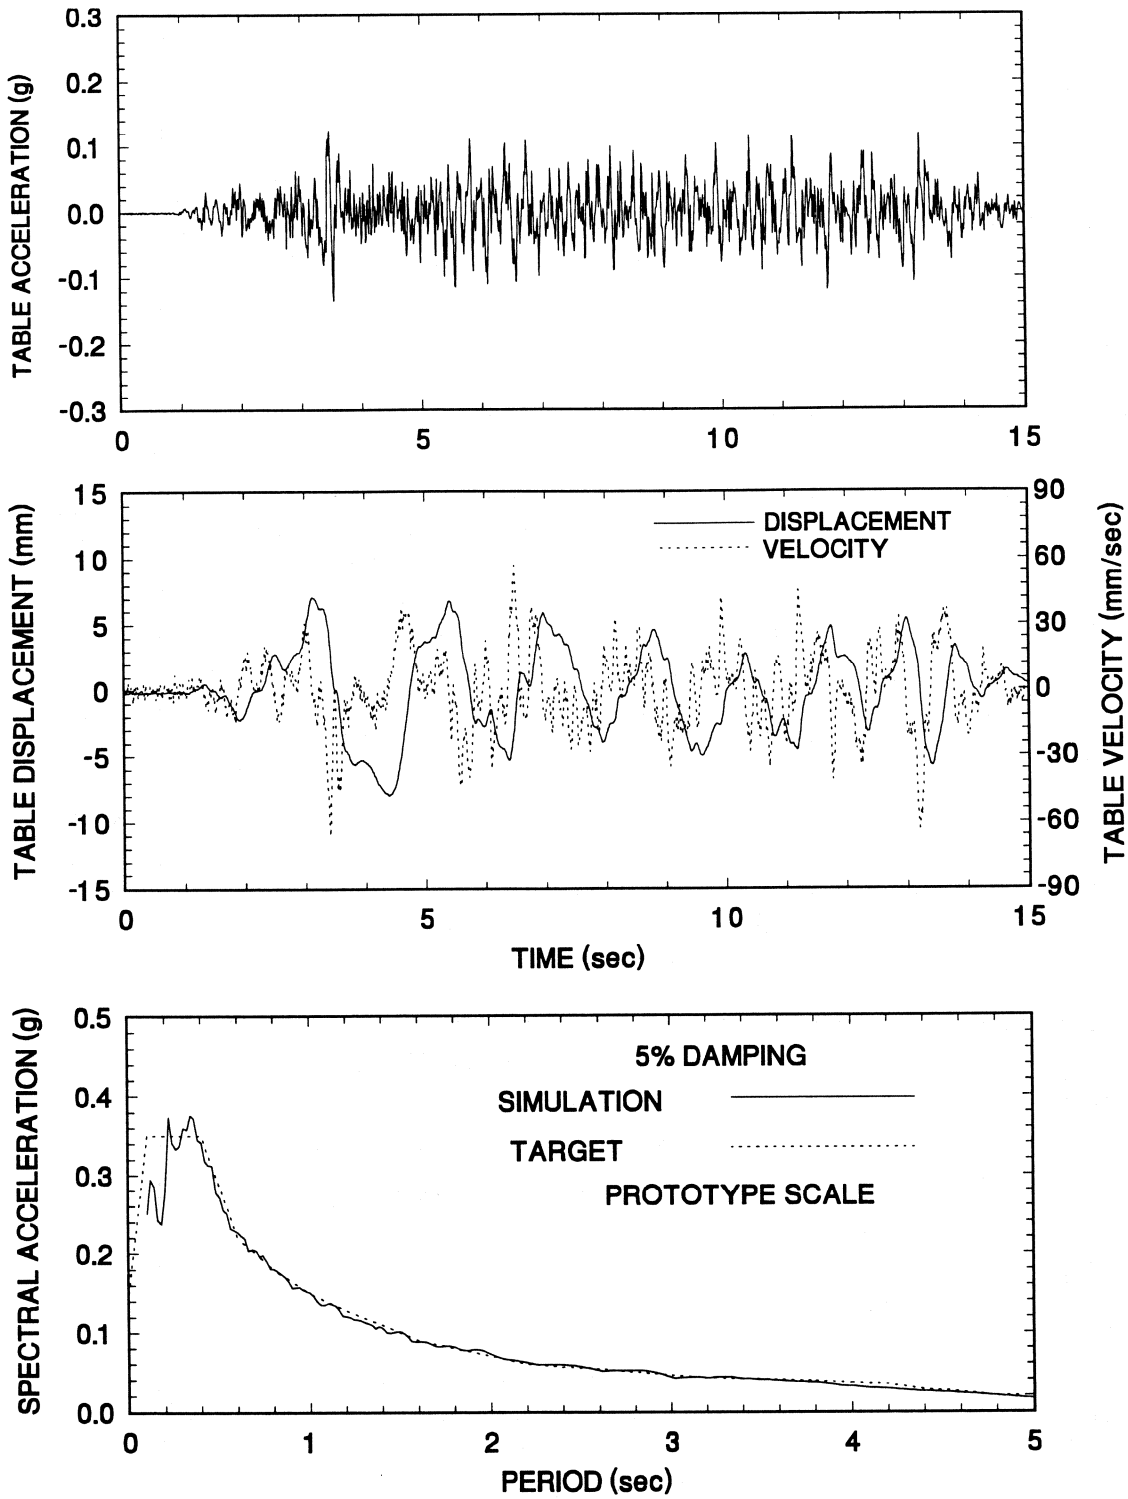 TABLE ACCELERATION (g)
0.3
0.2
0.1
0.0
-0.1
-0.2
-0.3
0 5 10 15
TABLE DISPLACEMENT (mm)
15
10
5
0
-5
-10
-15
DISPLACEMENT
VELOCITY
90
60
30
0
-30
-60
-90
TABLE VELOCITY (mm/sec)
0 5 10 15
TIME (sec)
SPECTRAL ACCELERATION (g)
0.5
0.4
0.3
0.2
0.1
0.0
5% DAMPING
SIMULATION
TARGET
PROTOTYPE SCALE
0 1 2 3 4 5
PERIOD (sec)